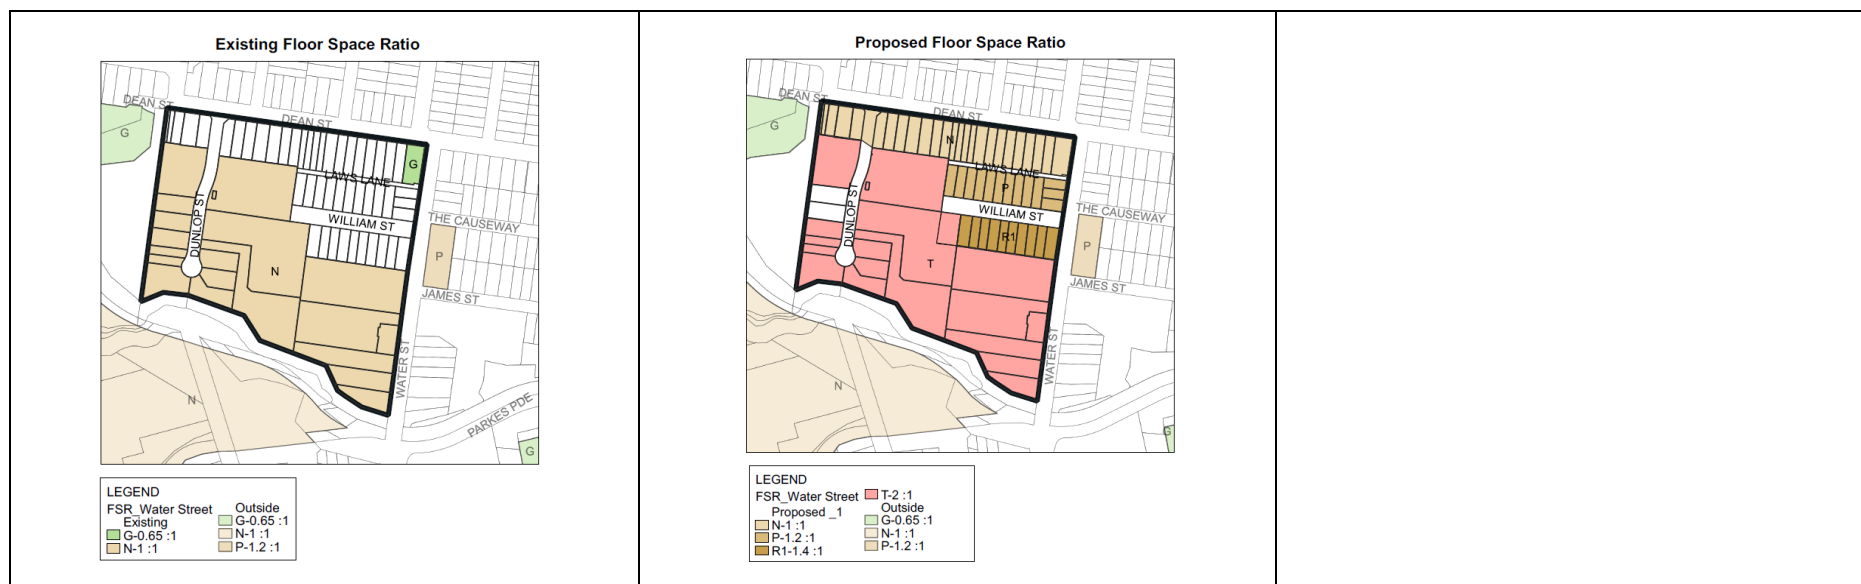 Existing Floor Space Ratio
DEAN ST
DEAN ST
G
G
LAWS LANE
DUNLOP ST
WILLIAM ST
THE CAUSEWAY
P
N
JAMES ST
WATER ST
N
PARKES PDE
G
LEGEND
FSR_Water Street
Existing
G-0.65 :1
N-1 :1
Outside
G-0.65 :1
N-1 :1
P-1.2 :1
Proposed Floor Space Ratio
DEAN ST
DEAN ST
G
N
LAWS LANE
P
DUNLOP ST
WILLIAM ST
THE CAUSEWAY
R1
P
T
JAMES ST
WATER ST
N
G
LEGEND
FSR_Water Street
Proposed _1
N-1 :1
P-1.2 :1
R1-1.4 :1
T-2 :1
Outside
G-0.65 :1
N-1 :1
P-1.2 :1